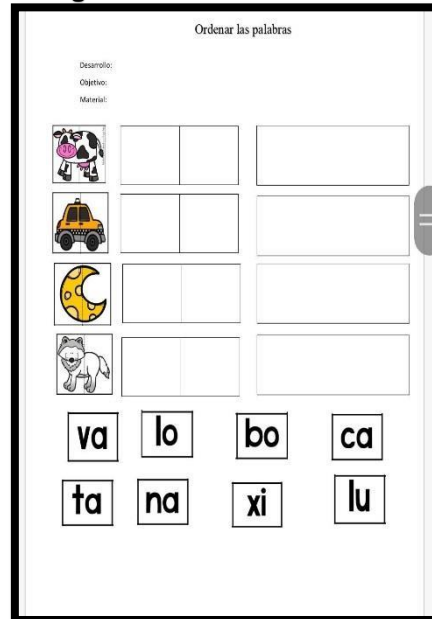 Ordenar las palabras
Desarrollo:
Objetivo:
Material:
va lo bo ca
ta na xi lu